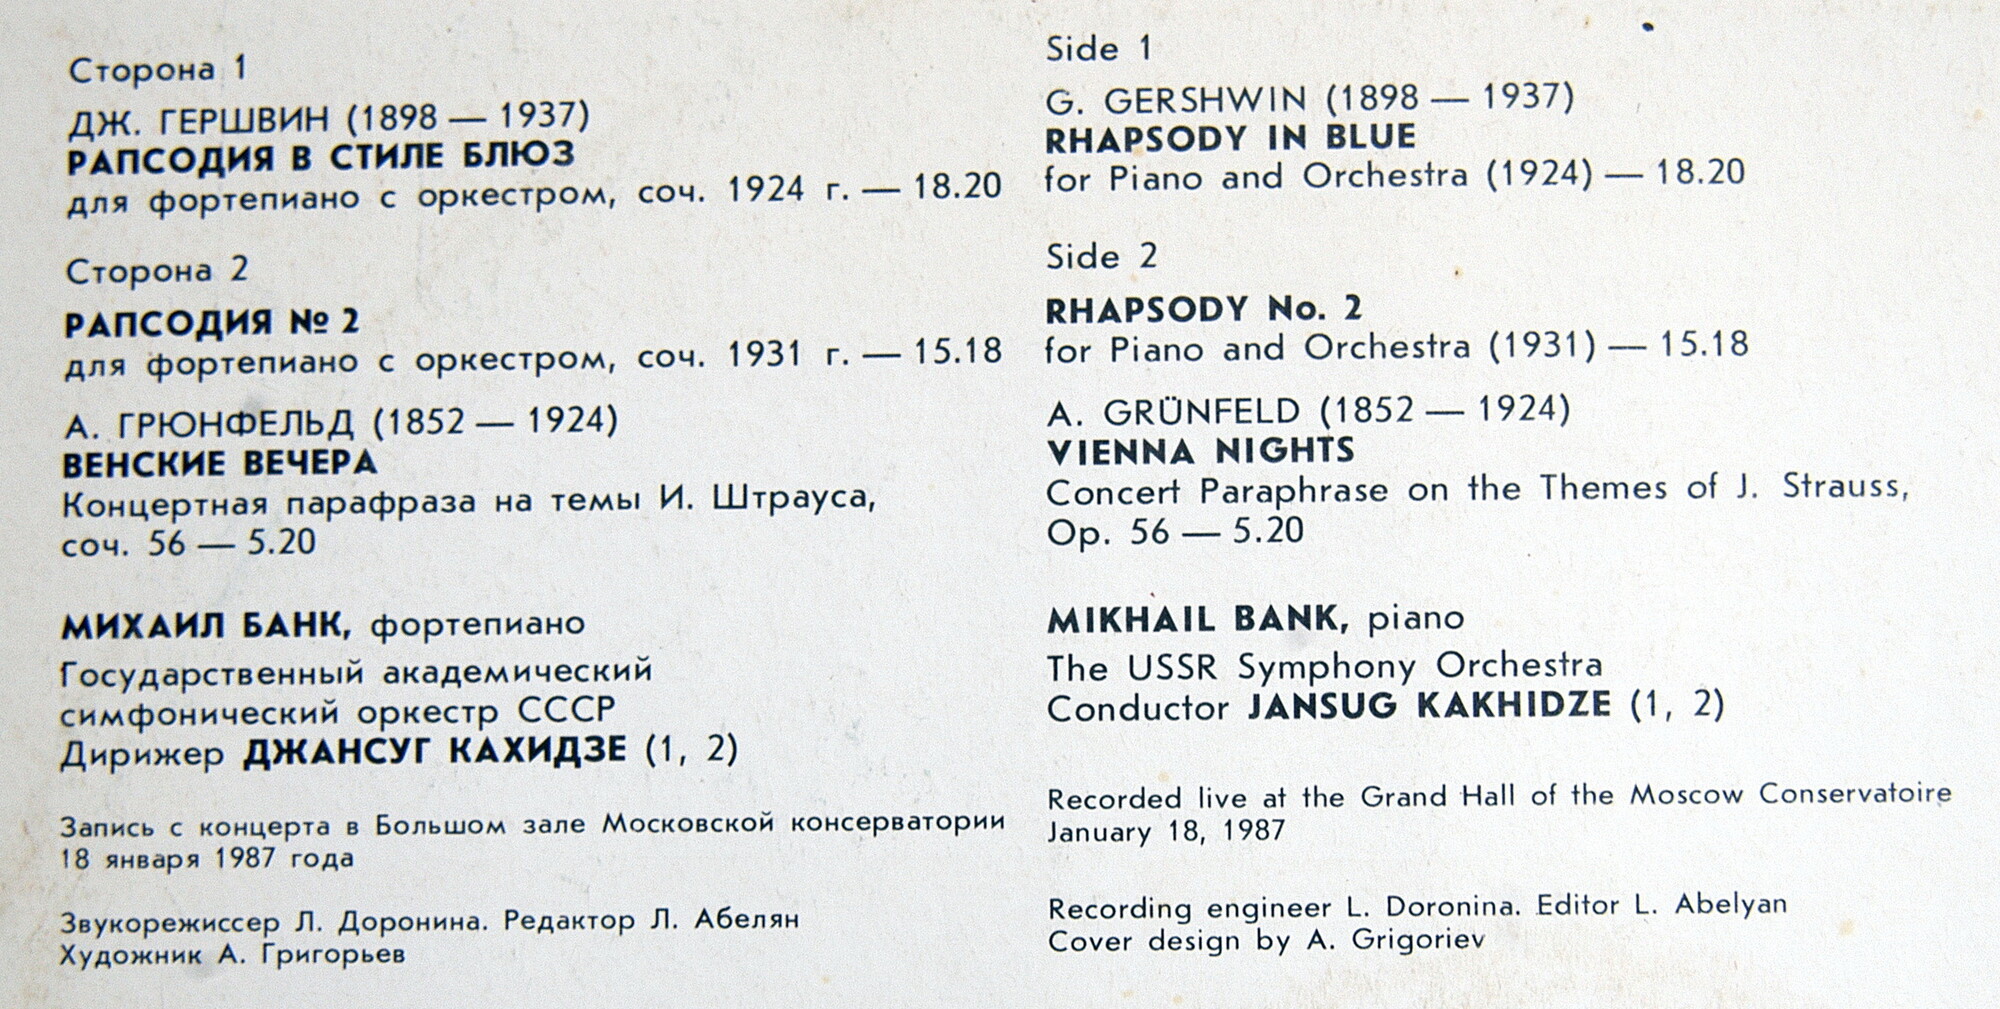 Сторона 1
ДЖ. ГЕРШВИН (1898 — 1937)
РАПСОДИЯ В СТИЛЕ БЛЮЗ
для фортепиано с оркестром, соч. 1924 г. — 18.20
Сторона 2
РАПСОДИЯ № 2
для фортепиано с оркестром, соч. 1931 г. — 15.18
А. ГРЮНФЕЛЬД (1852 — 1924)
ВЕНСКИЕ ВЕЧЕРА
Концертная парафраза на темы И. Штрауса,
соч. 56 — 5.20
МИХАИЛ БАНК, фортепиано
Государственный академический
симфонический оркестр СССР
Дирижер ДЖАНСУГ КАХИДЗЕ (1, 2)
Запись с концерта в Большом зале Московской консерватории
18 января 1987 года
Звукорежиссер Л. Доронина. Редактор Л. Абелян
Художник А. Григорьев
Side 1
G. GERSHWIN (1898 — 1937)
RHAPSODY IN BLUE
for Piano and Orchestra (1924) — 18.20
Side 2
RHAPSODY No. 2
for Piano and Orchestra (1931) — 15.18
A. GRÜNFELD (1852 — 1924)
VIENNA NIGHTS
Concert Paraphrase on the Themes of J. Strauss,
Op. 56 — 5.20
MIKHAIL BANK, piano
The USSR Symphony Orchestra
Conductor JANSUG KAKHIDZE (1, 2)
Recorded live at the Grand Hall of the Moscow Conservatoire
January 18, 1987
Recording engineer L. Doronina. Editor L. Abelyan
Cover design by A. Grigoriev